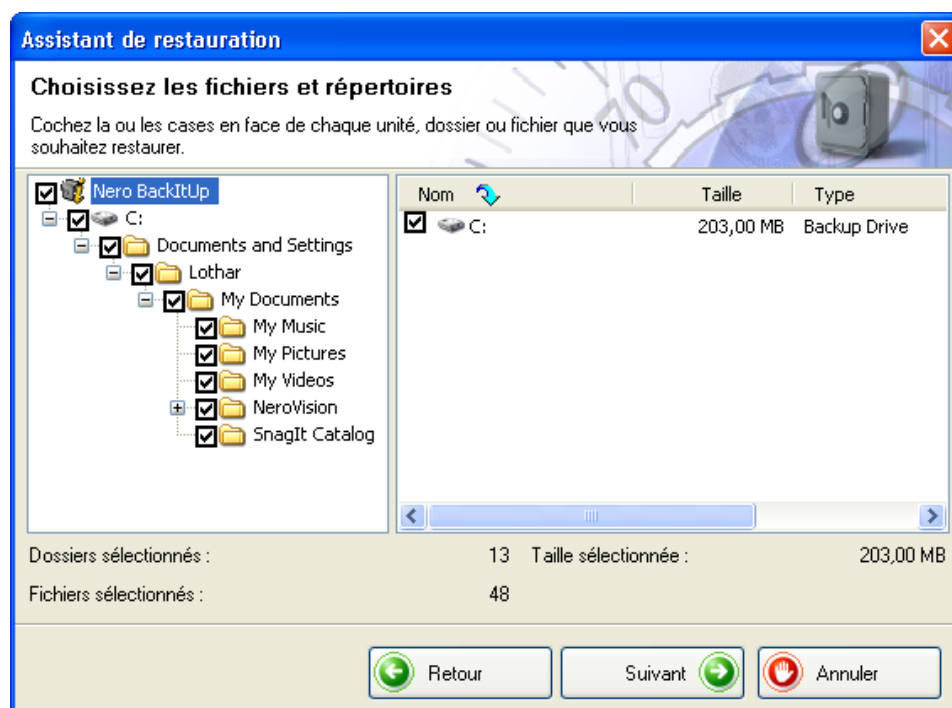 Assistant de restauration
Choisissez les fichiers et répertoires
Cochez la ou les cases en face de chaque unité, dossier ou fichier que vous
souhaitez restaurer.
Nero BackItUp
C:
Documents and Settings
Lothar
My Documents
My Music
My Pictures
My Videos
NeroVision
SnagIt Catalog
Nom Taille Type
C: 203,00 MB Backup Drive
Dossiers sélectionnés : 13 Taille sélectionnée : 203,00 MB
Fichiers sélectionnés : 48
Retour Suivant Annuler